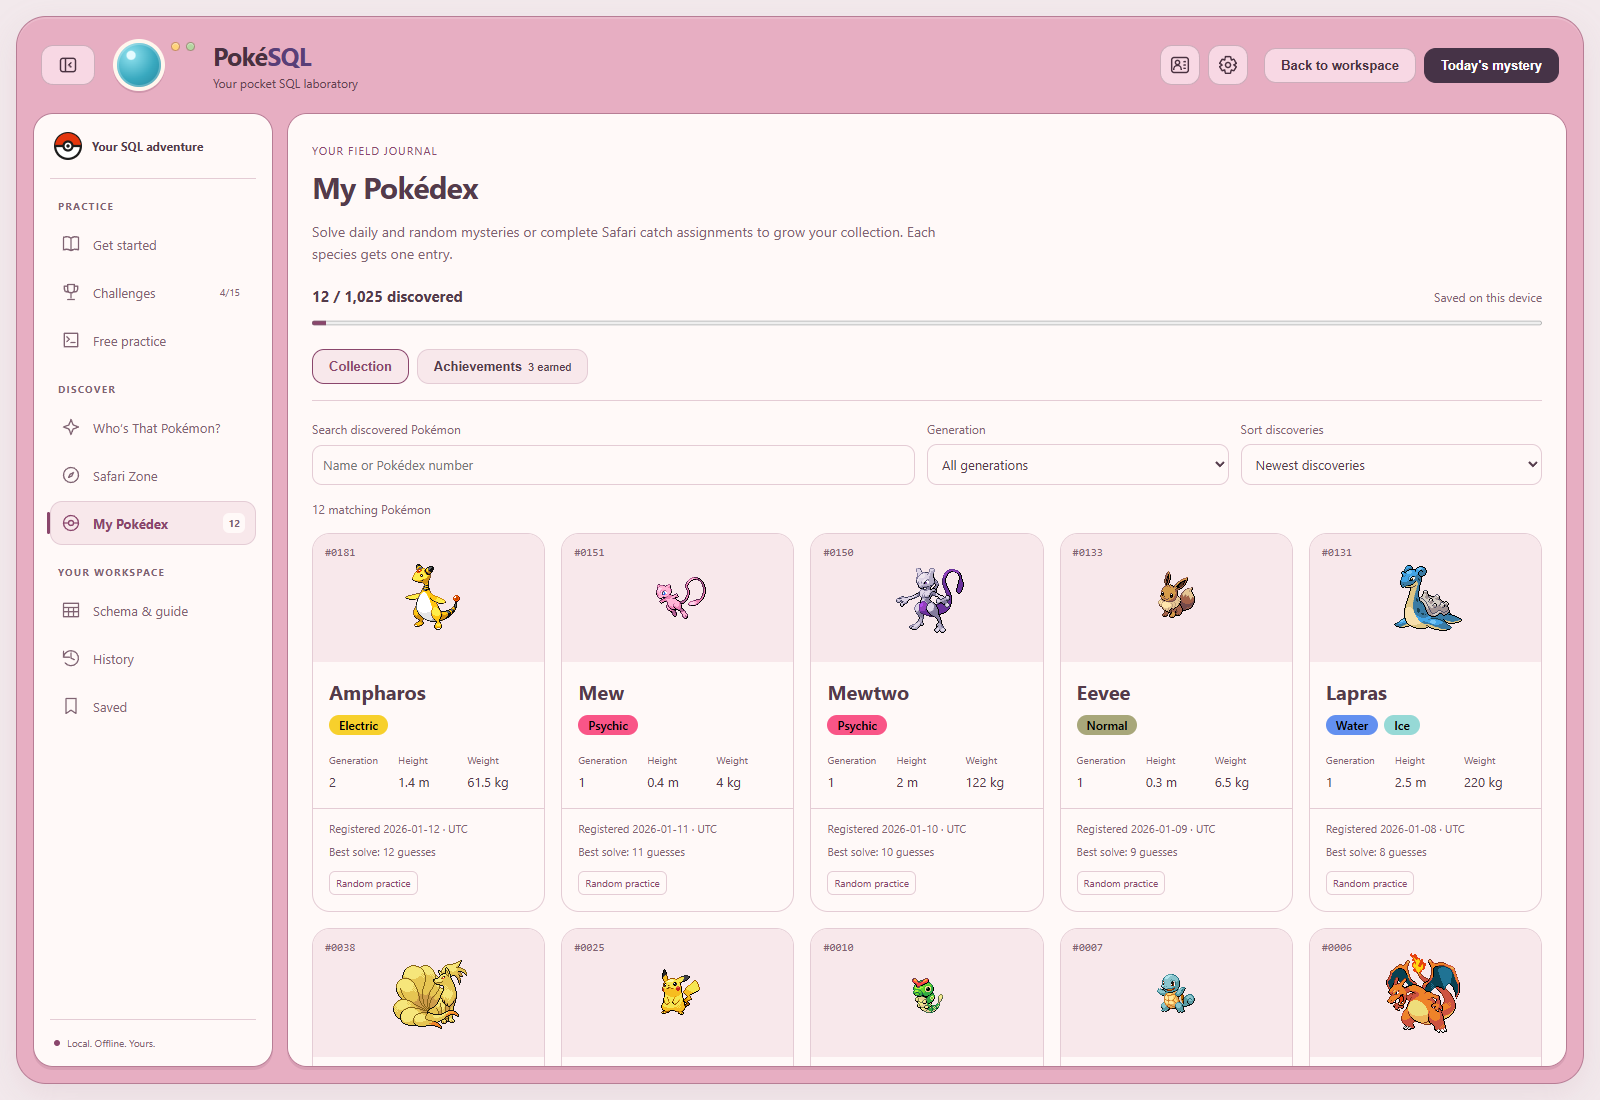 PokéSQL
Your pocket SQL laboratory
Back to workspace
Today's mystery
Your SQL adventure
PRACTICE
Get started
Challenges 4/15
Free practice
DISCOVER
Who's That Pokémon?
Safari Zone
My Pokédex 12
YOUR WORKSPACE
Schema & guide
History
Saved
Local. Offline. Yours.
YOUR FIELD JOURNAL
My Pokédex
Solve daily and random mysteries or complete Safari catch assignments to grow your collection. Each
species gets one entry.
12 / 1,025 discovered
Saved on this device
Collection
Achievements 3 earned
Search discovered Pokémon
Name or Pokédex number
Generation
All generations
Sort discoveries
Newest discoveries
12 matching Pokémon
#0181
Ampharos
Electric
Generation Height Weight
2 1.4 m 61.5 kg
Registered 2026-01-12 · UTC
Best solve: 12 guesses
Random practice
#0151
Mew
Psychic
Generation Height Weight
1 0.4 m 4 kg
Registered 2026-01-11 · UTC
Best solve: 11 guesses
Random practice
#0150
Mewtwo
Psychic
Generation Height Weight
1 2 m 122 kg
Registered 2026-01-10 · UTC
Best solve: 10 guesses
Random practice
#0133
Eevee
Normal
Generation Height Weight
1 0.3 m 6.5 kg
Registered 2026-01-09 · UTC
Best solve: 9 guesses
Random practice
#0131
Lapras
Water Ice
Generation Height Weight
1 2.5 m 220 kg
Registered 2026-01-08 · UTC
Best solve: 8 guesses
Random practice
#0038
#0025
#0010
#0007
#0006